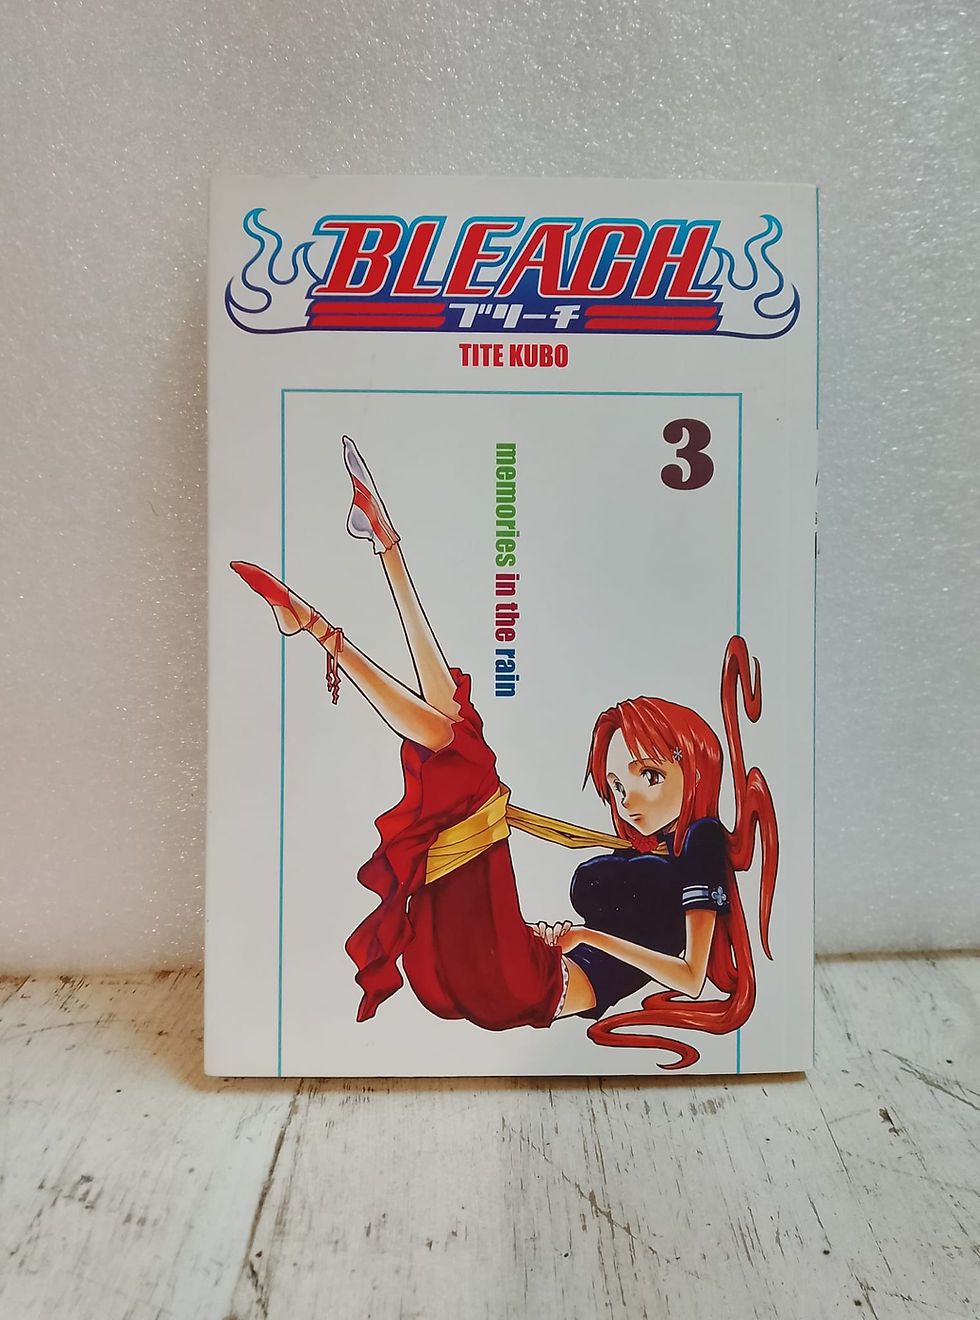 BLEACH
ブリーチ
TITE KUBO
3
memories in the rain